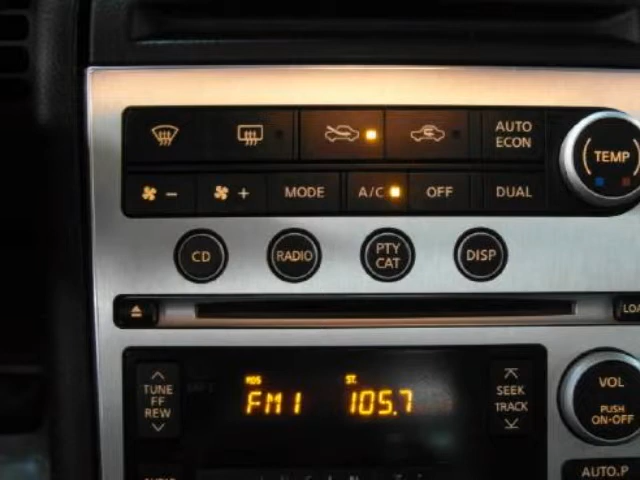 AUTO
ECON
TEMP
− + MODE A/C OFF DUAL
CD RADIO PTY
CAT DISP
TUNE
FF
REW
FM1 ST. 105.7
SEEK
TRACK
VOL
PUSH
ON·OFF
AUTO.P